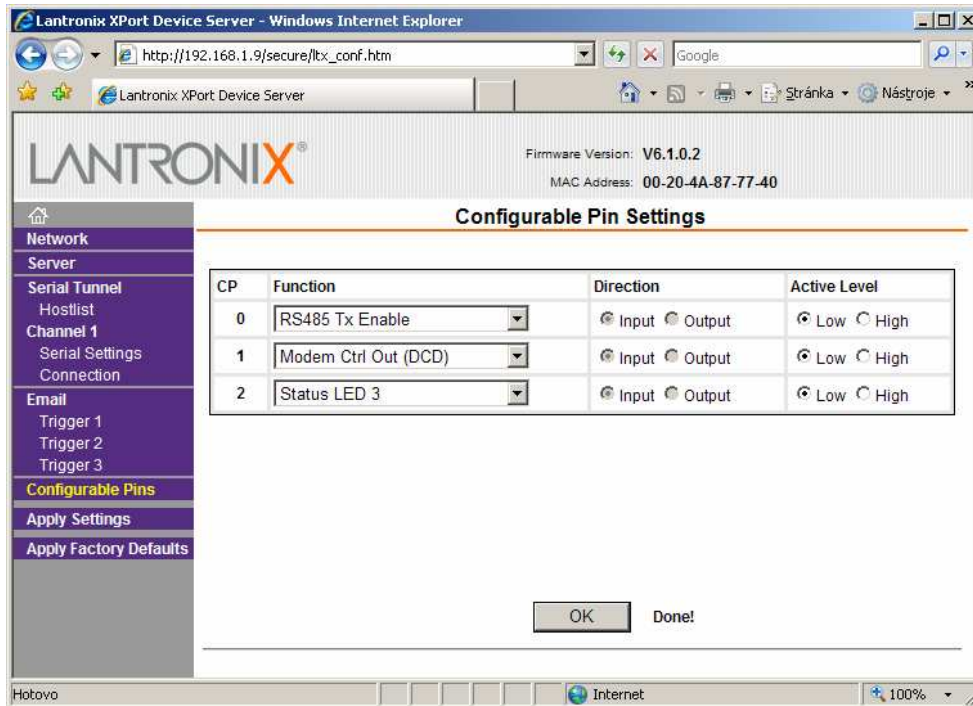 Lantronix XPort Device Server - Windows Internet Explorer
http://192.168.1.9/secure/ltx_conf.htm
Google
Lantronix XPort Device Server
Stránka
Nástroje
»
LANTRONIX®
Firmware Version: V6.1.0.2
MAC Address: 00-20-4A-87-77-40
Network
Server
Serial Tunnel
Hostlist
Channel 1
Serial Settings
Connection
Email
Trigger 1
Trigger 2
Trigger 3
Configurable Pins
Apply Settings
Apply Factory Defaults
Configurable Pin Settings
CP Function Direction Active Level
0 RS485 Tx Enable Input Output Low High
1 Modem Ctrl Out (DCD) Input Output Low High
2 Status LED 3 Input Output Low High
OK Done!
Hotovo
Internet
100%